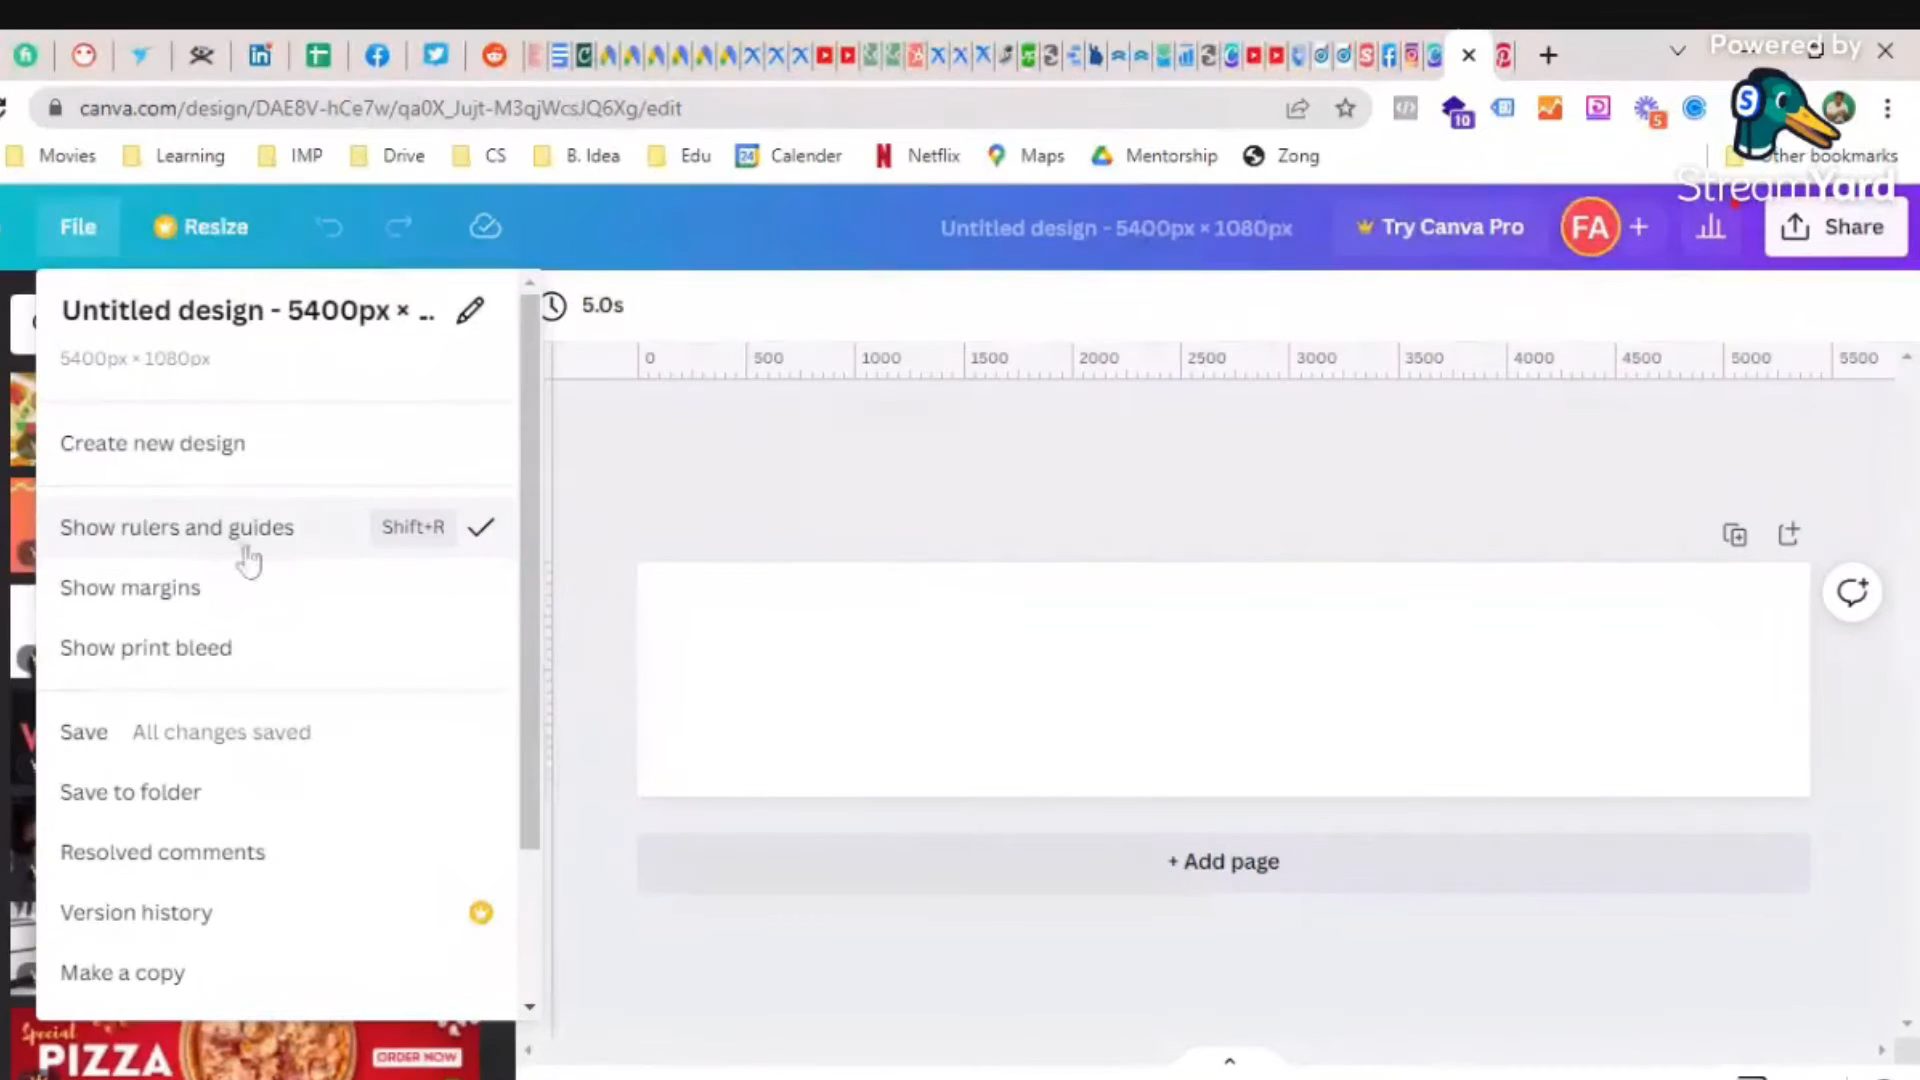 Powered by
canva.com/design/DAE8V-hCe7w/qa0X_Jujt-M3qjWcsJQ6Xg/edit
10
5
Movies
Learning
IMP
Drive
CS
B. Idea
Edu
24
Calender
Netflix
Maps
Mentorship
Zong
Other bookmarks
S
StreamYard
File
Resize
Untitled design - 5400px × 1080px
Try Canva Pro
FA
Share
Untitled design - 5400px × ...
5400px × 1080px
5.0s
0 500 1000 1500 2000 2500 3000 3500 4000 4500 5000 5500
Create new design
Show rulers and guides
Shift+R
Show margins
Show print bleed
Save All changes saved
Save to folder
Resolved comments
Version history
Make a copy
+ Add page
Special
PIZZA
ORDER NOW